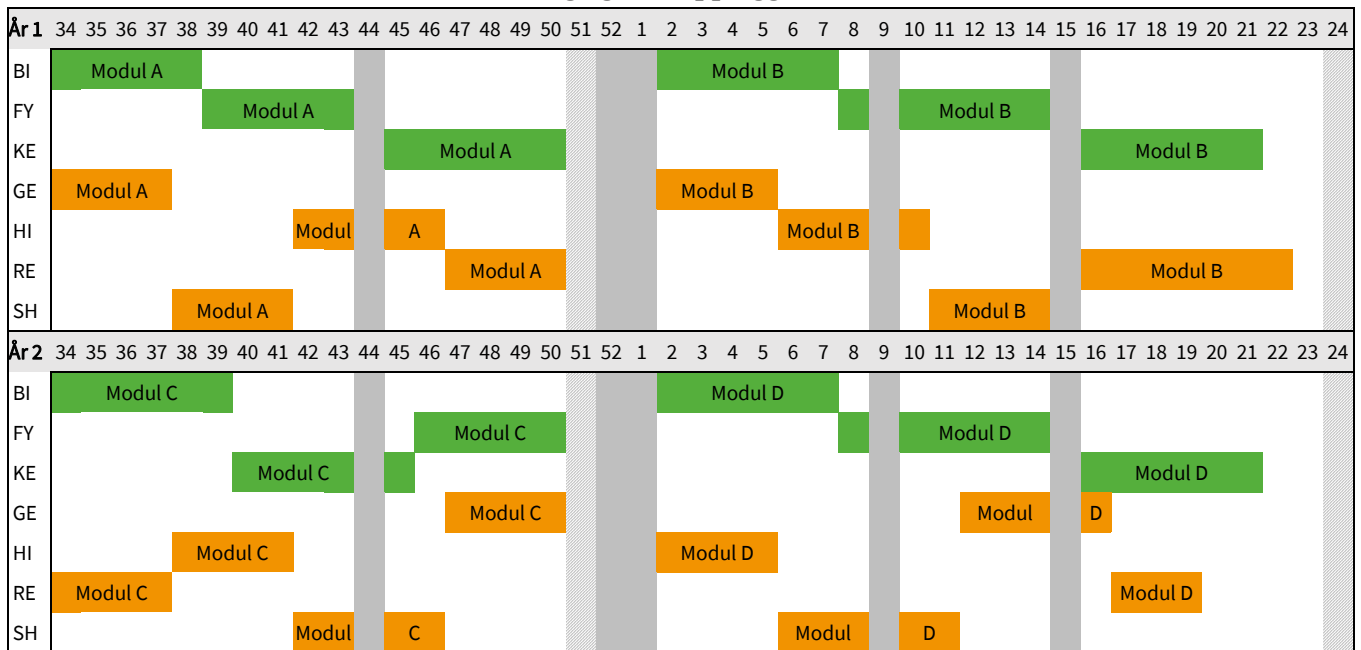 År 1 34 35 36 37 38 39 40 41 42 43 44 45 46 47 48 49 50 51 52 1 2 3 4 5 6 7 8 9 10 11 12 13 14 15 16 17 18 19 20 21 22 23 24
BI Modul A Modul B
FY Modul A Modul B
KE Modul A Modul B
GE Modul A Modul B
HI Modul A Modul B
RE Modul A Modul B
SH Modul A Modul B
År 2 34 35 36 37 38 39 40 41 42 43 44 45 46 47 48 49 50 51 52 1 2 3 4 5 6 7 8 9 10 11 12 13 14 15 16 17 18 19 20 21 22 23 24
BI Modul C Modul D
FY Modul C Modul D
KE Modul C Modul D
GE Modul C Modul D
HI Modul C Modul D
RE Modul C Modul D
SH Modul C Modul D